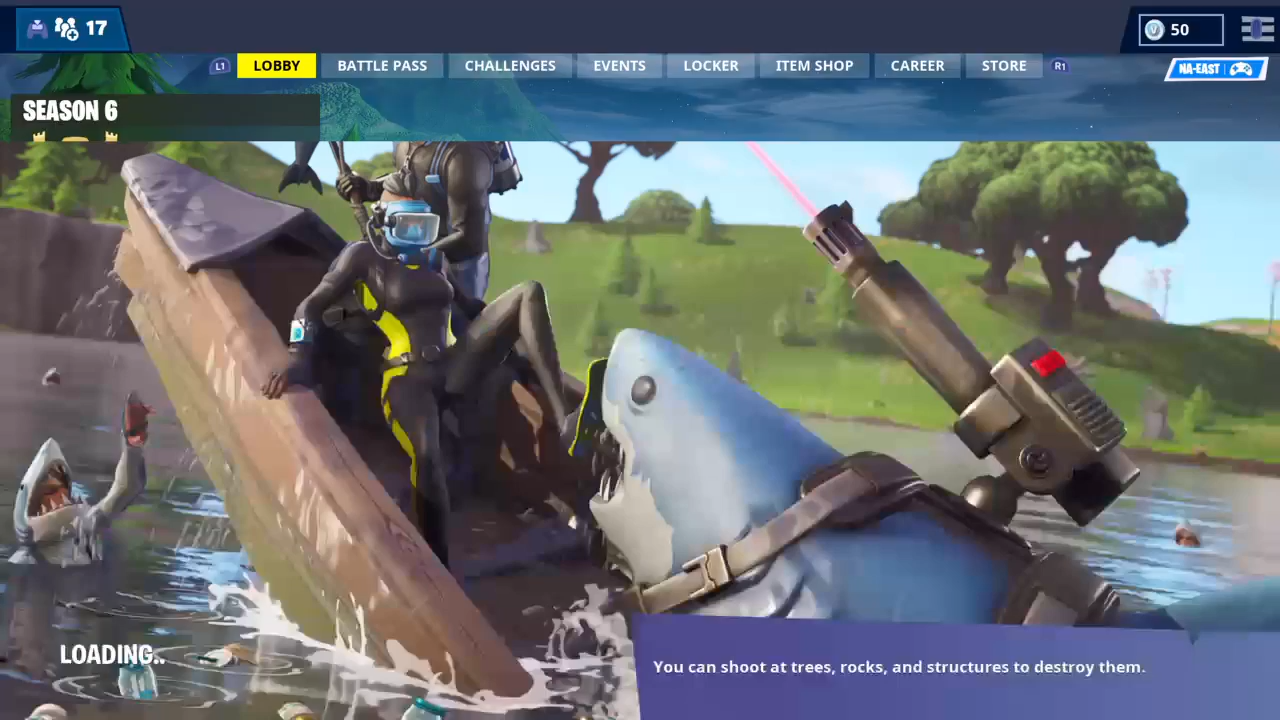 17
V 50
L1 LOBBY BATTLE PASS CHALLENGES EVENTS LOCKER ITEM SHOP CAREER STORE R1
NA-EAST
SEASON 6
LOADING..
You can shoot at trees, rocks, and structures to destroy them.